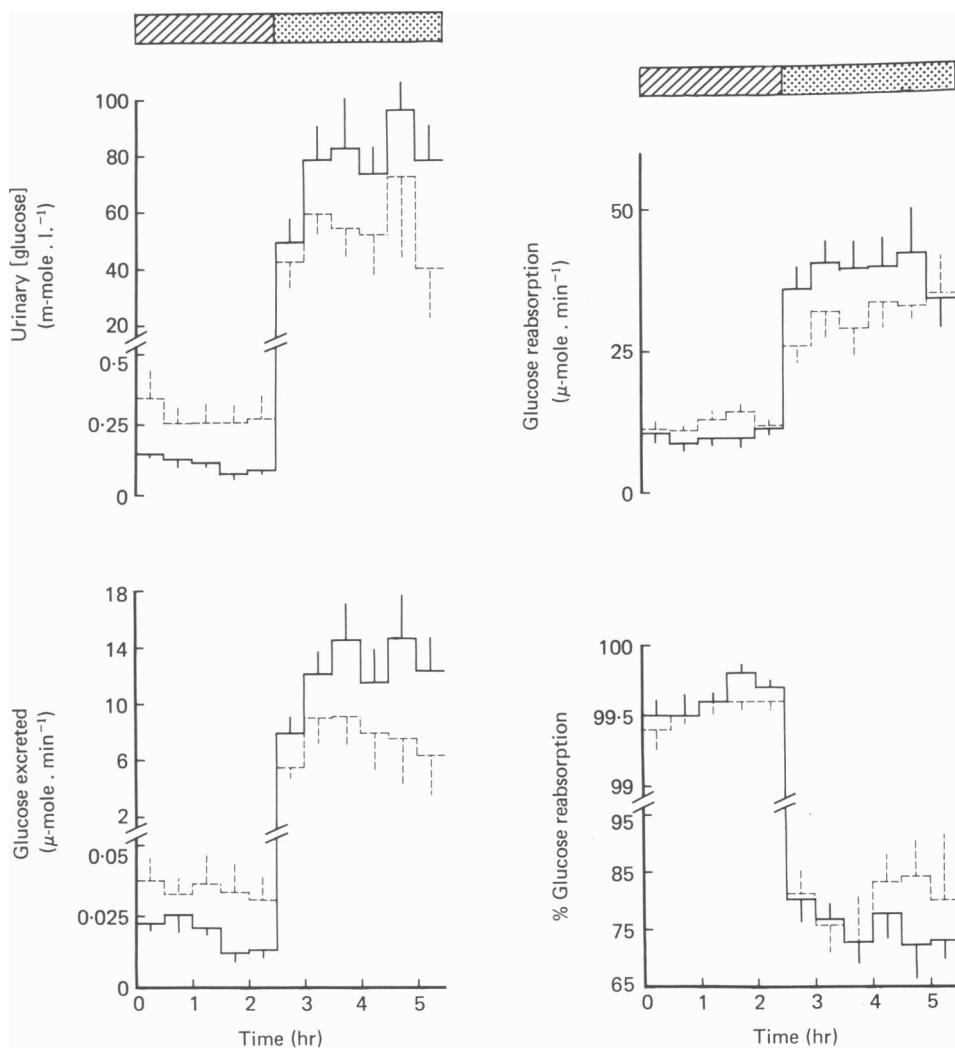 Urinary [glucose]
(m-mole . l.⁻¹)
100
80
60
40
20
0·5
0·25
0
Glucose reabsorption
(μ-mole . min⁻¹)
50
25
0
Glucose excreted
(μ-mole . min⁻¹)
18
14
10
6
2
0·05
0·025
0
0 1 2 3 4 5
Time (hr)
% Glucose reabsorption
100
99.5
99
95
85
75
65
0 1 2 3 4 5
Time (hr)